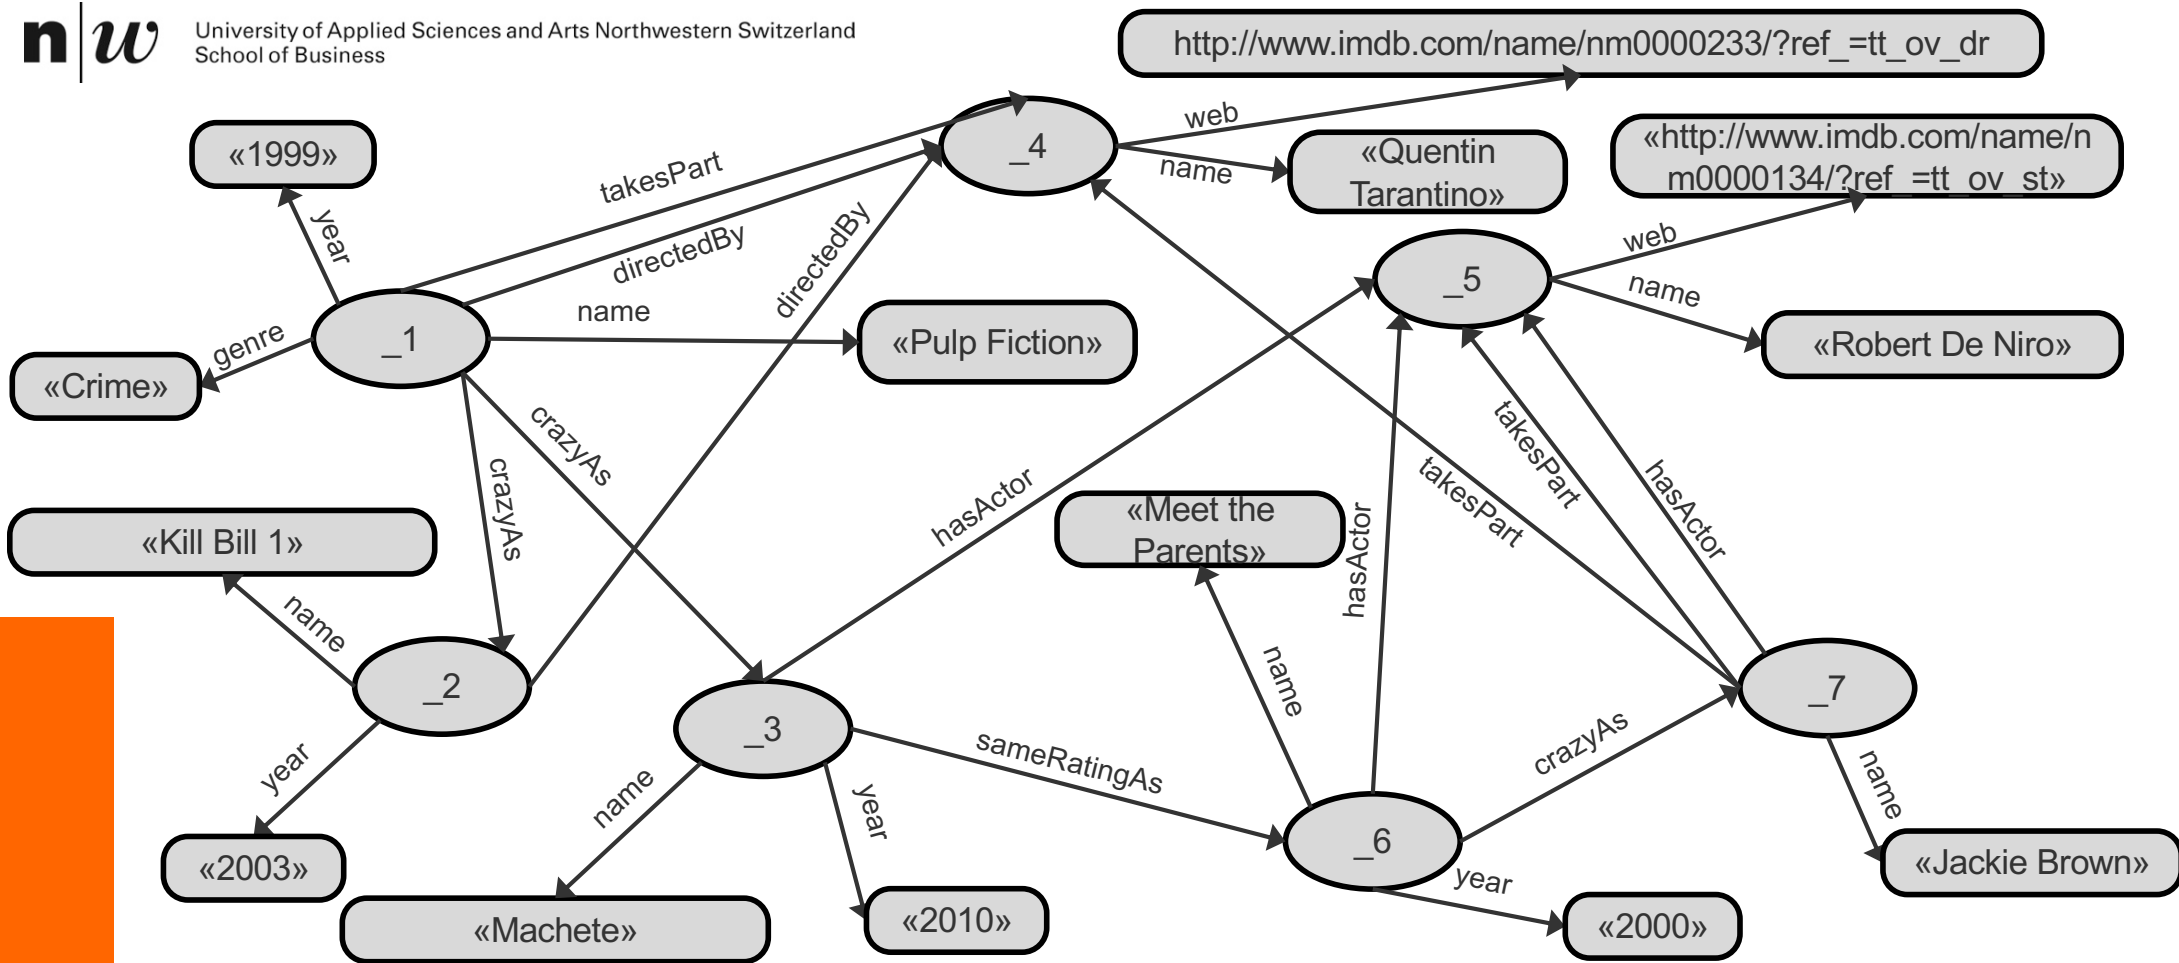 n w
University of Applied Sciences and Arts Northwestern Switzerland
School of Business
http://www.imdb.com/name/nm0000233/?ref_=tt_ov_dr
«1999»
takesPart
_4
web
name
«Quentin
Tarantino»
«http://www.imdb.com/name/n
m0000134/?ref_=tt_ov_st»
year
directedBy
directedBy
_5
web
name
genre
_1
name
«Pulp Fiction»
«Robert De Niro»
«Crime»
crazyAs
crazyAs
hasActor
takesPart
takesPart
hasActor
«Kill Bill 1»
«Meet the
Parents»
hasActor
name
_2
_3
name
_7
year
name
year
sameRatingAs
crazyAs
name
_6
«2003»
year
«Jackie Brown»
«Machete»
«2010»
«2000»